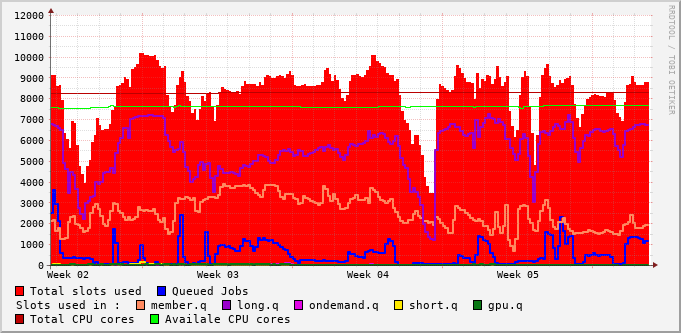 12000
11000
10000
9000
8000
7000
6000
5000
4000
3000
2000
1000
0
Week 02 Week 03 Week 04 Week 05
RRDTOOL / TOBI OETIKER
Total slots used Queued Jobs
Slots used in : member.q long.q ondemand.q short.q gpu.q
Total CPU cores Availale CPU cores